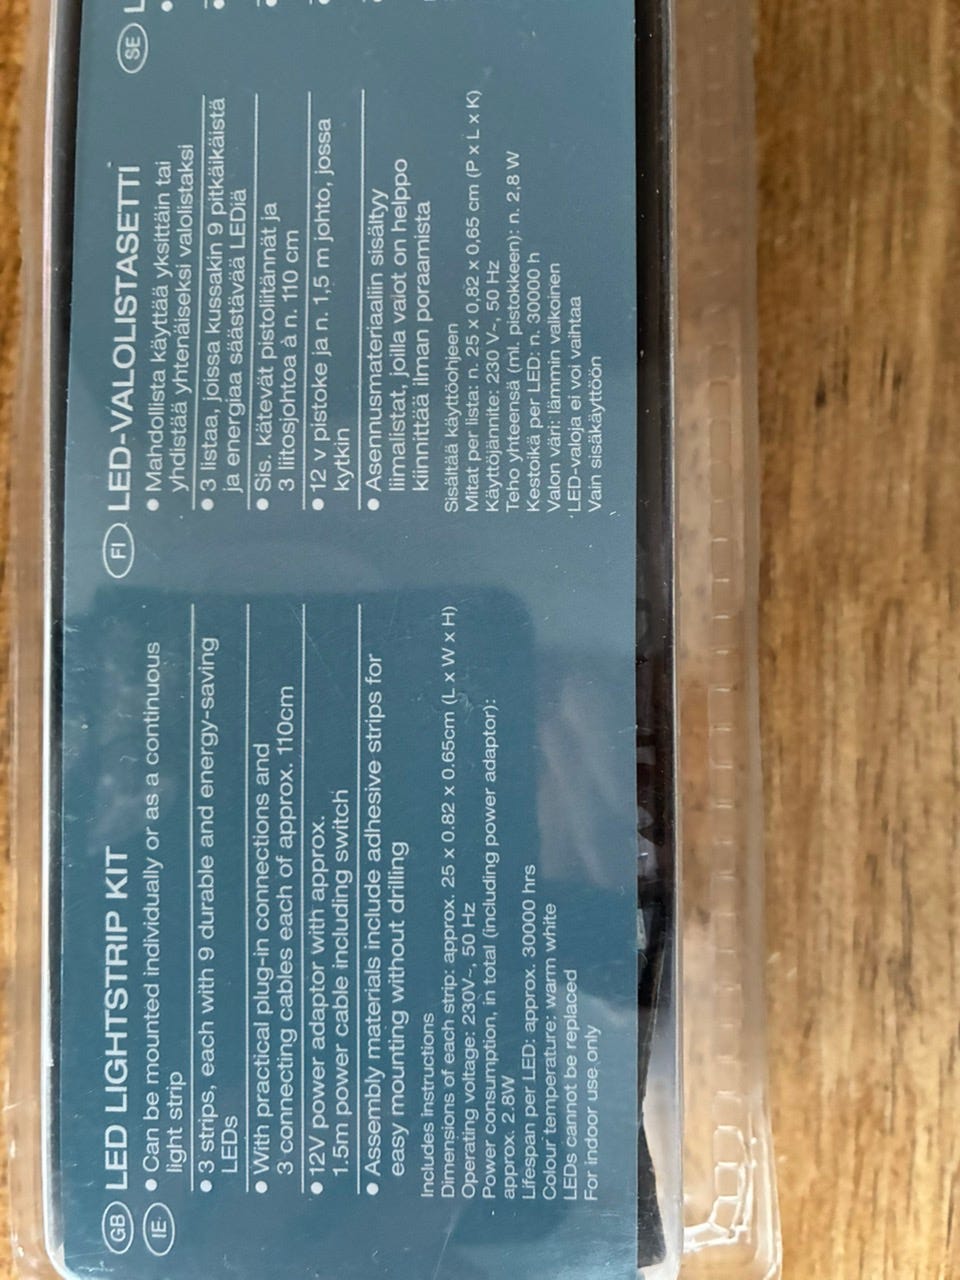 GB
IE
LED LIGHTSTRIP KIT
• Can be mounted individually or as a continuous
light strip
• 3 strips, each with 9 durable and energy-saving
LEDs
• With practical plug-in connections and
3 connecting cables each of approx. 110cm
• 12V power adaptor with approx.
1.5m power cable including switch
• Assembly materials include adhesive strips for
easy mounting without drilling
Includes Instructions
Dimensions of each strip: approx. 25 x 0.82 x 0.65cm (L x W x H)
Operating voltage: 230V~, 50 Hz
Power consumption, in total (including power adaptor):
approx. 2.8W
Lifespan per LED: approx. 30000 hrs
Colour temperature: warm white
LEDs cannot be replaced
For indoor use only
FI
LED-VALOLISTASETTI
• Mahdollista käyttää yksittäin tai
yhdistää yhtenäiseksi valolistaksi
• 3 listaa, joissa kussakin 9 pitkäikäistä
ja energiaa säästävää LEDiä
• Sis. kätevät pistoliitännät ja
3 liitosjohtoa à n. 110 cm
• 12 v pistoke ja n. 1,5 m johto, jossa
kytkin
• Asennusmateriaaliin sisältyy
liimalistat, joilla valot on helppo
kiinnittää ilman poraamista
Sisältää käyttöohjeen
Mitat per lista: n. 25 x 0,82 x 0,65 cm (P x L x K)
Käyttöjännite: 230 V~, 50 Hz
Teho yhteensä (ml. pistokkeen): n. 2,8 W
Kestoikä per LED: n. 30000 h
Valon väri: lämmin valkoinen
LED-valoja ei voi vaihtaa
Vain sisäkäyttöön
SE
L